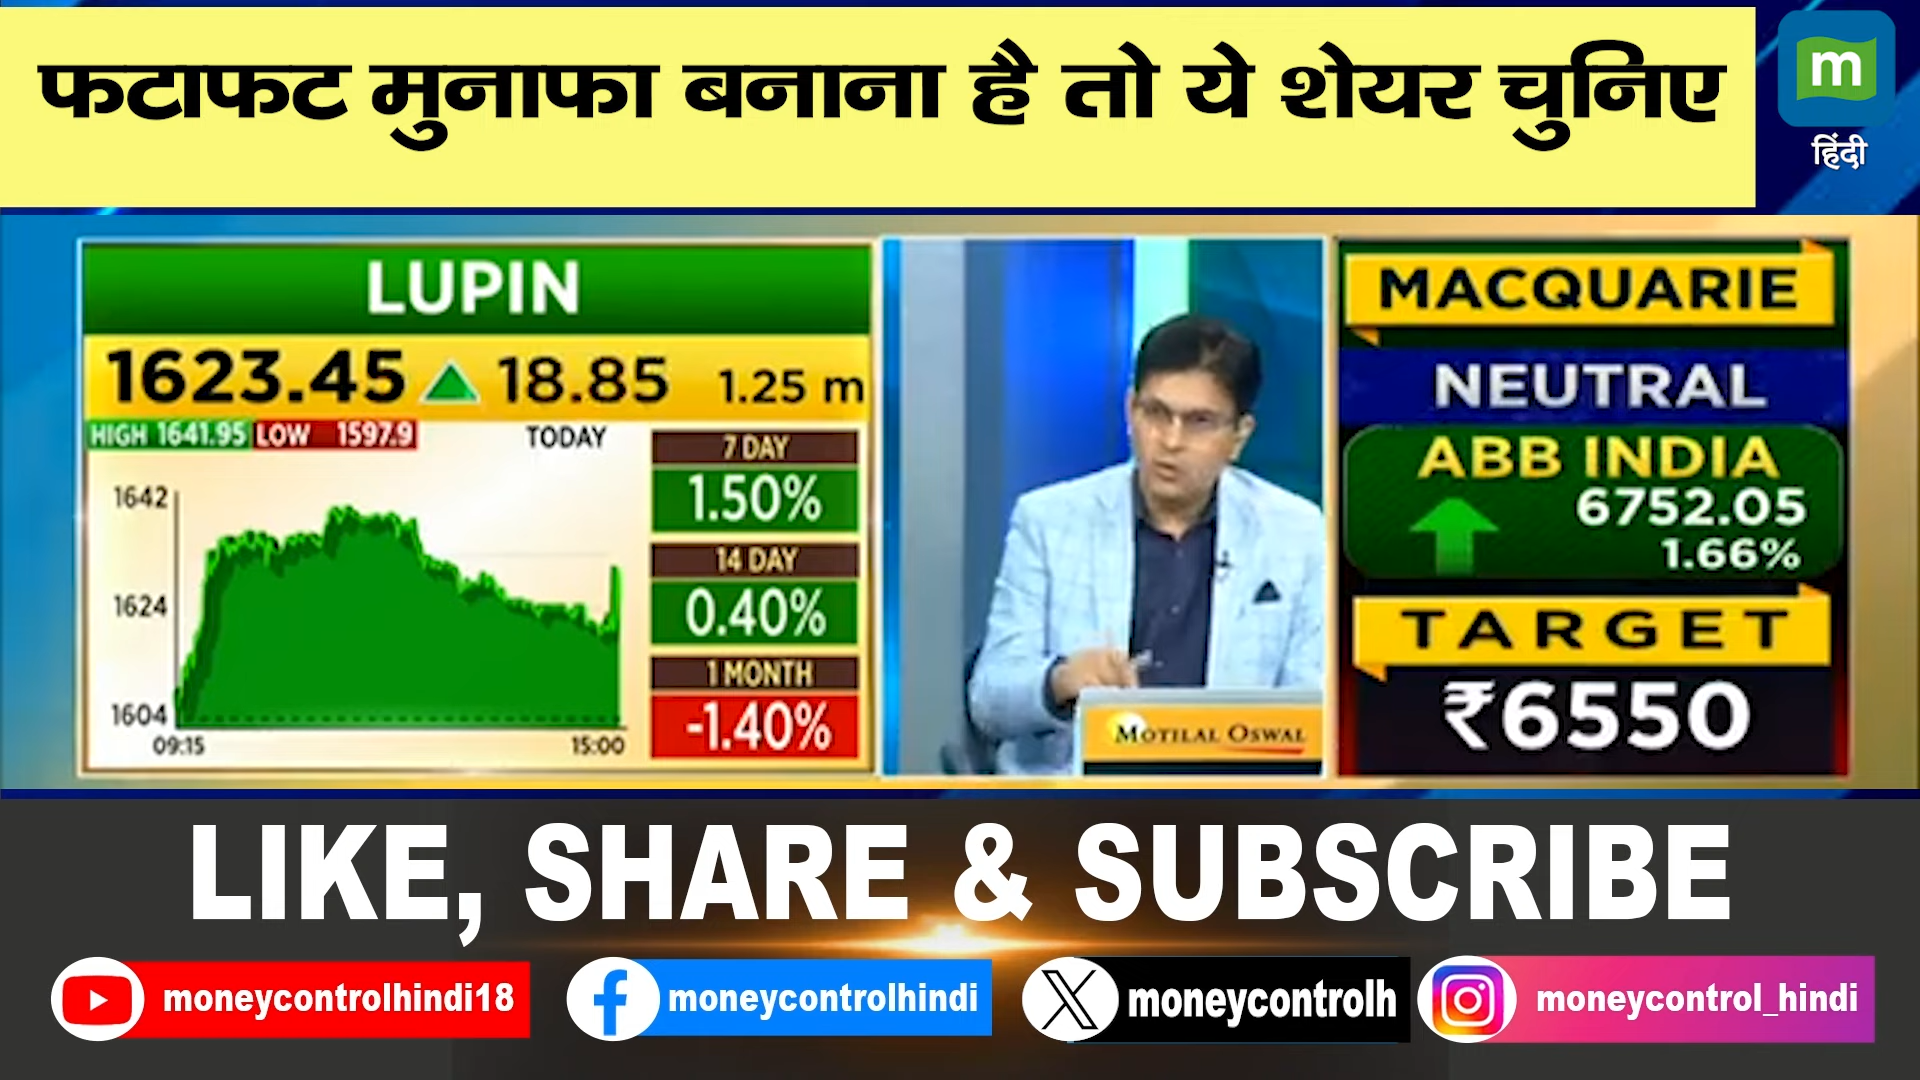 फटाफट मुनाफा बनाना है तो ये शेयर चुनिए
m
हिंदी
LUPIN
1623.45 ▲ 18.85 1.25 m
HIGH 1641.95 LOW 1597.9 TODAY
1642
1624
1604
09:15 15:00
7 DAY
1.50%
14 DAY
0.40%
1 MONTH
-1.40%
MOTILAL OSWAL
MACQUARIE
NEUTRAL
ABB INDIA
6752.05
1.66%
TARGET
₹6550
LIKE, SHARE & SUBSCRIBE
moneycontrolhindi18
moneycontrolhindi
moneycontrolh
moneycontrol_hindi